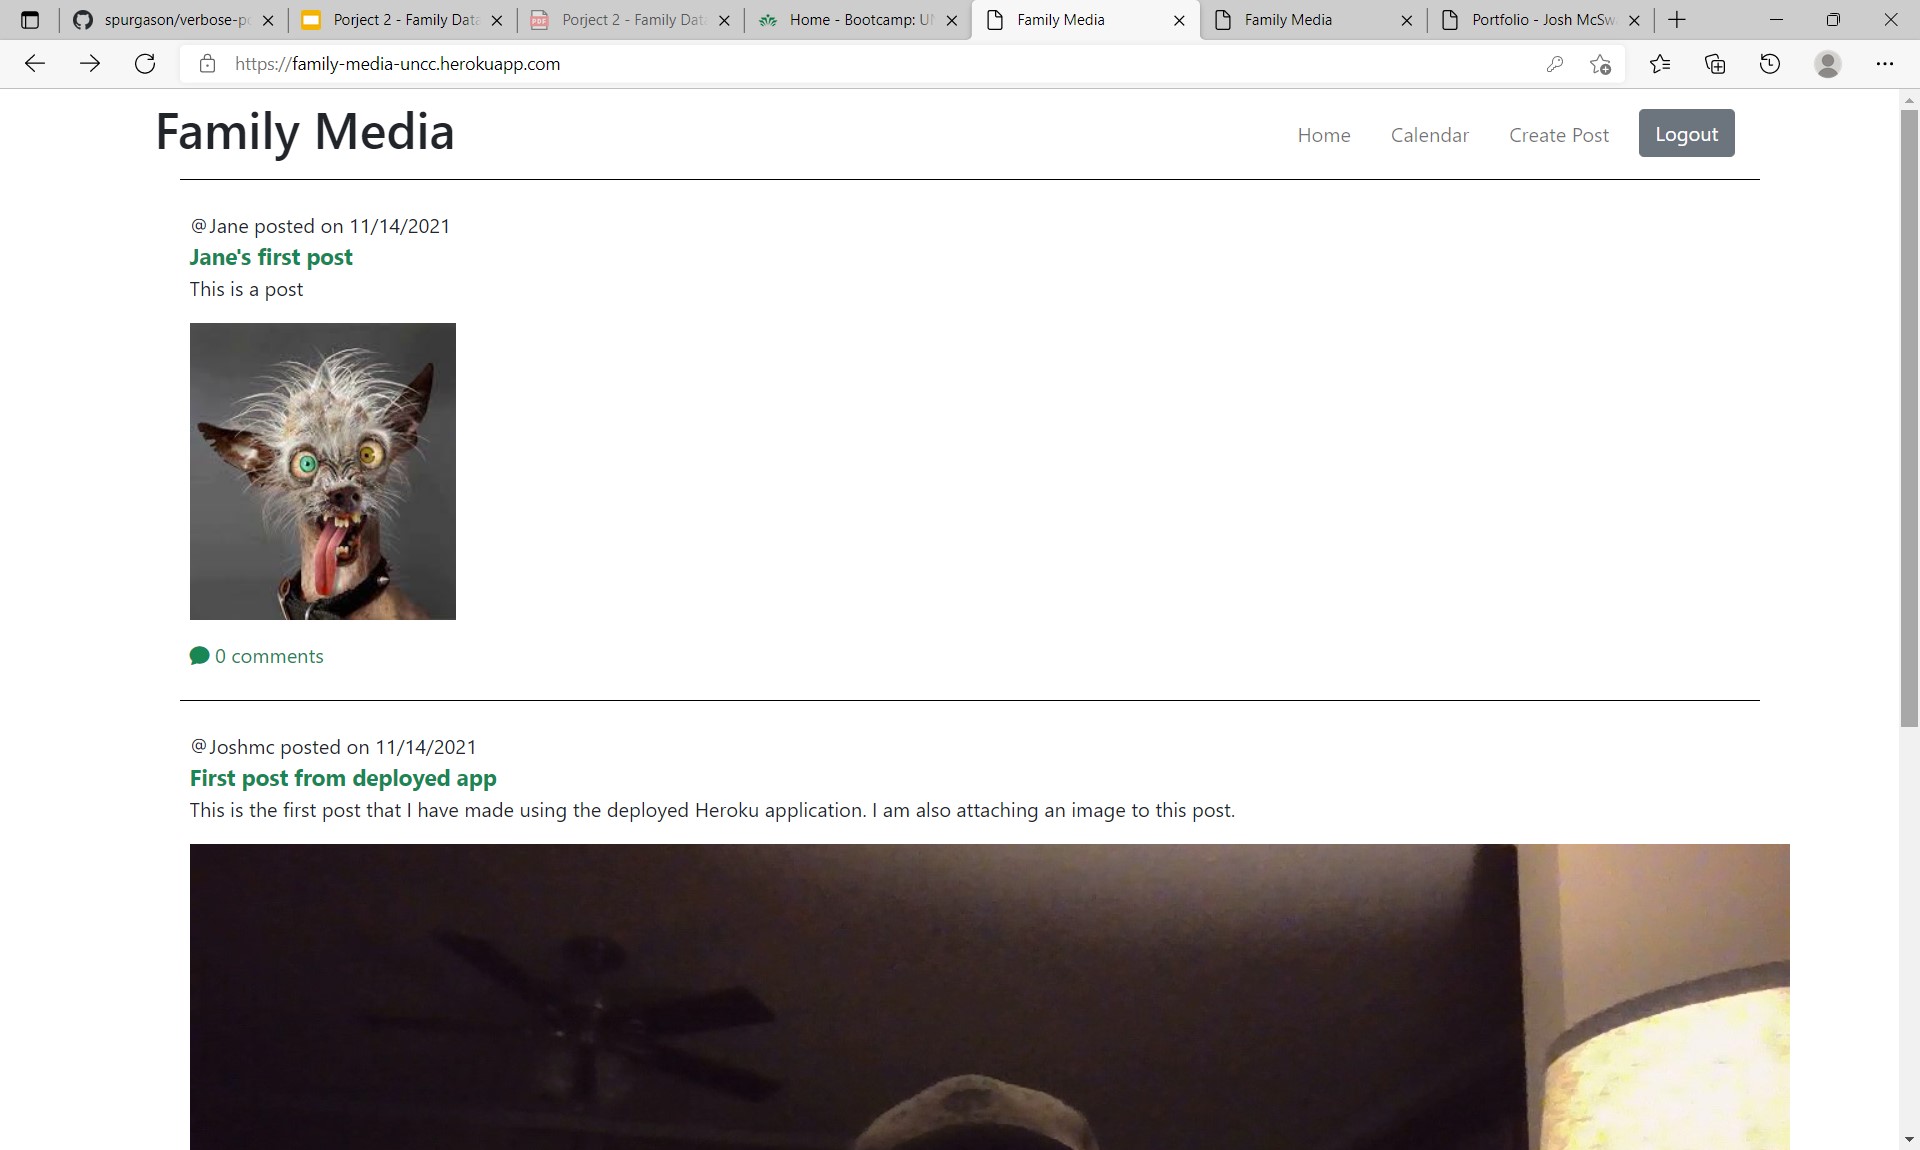 spurgason/verbose-p
Porject 2 - Family Data
Porject 2 - Family Dat
Home - Bootcamp: U
Family Media
Family Media
Portfolio - Josh McSw
https://family-media-uncc.herokuapp.com
Family Media
Home
Calendar
Create Post
Logout
@Jane posted on 11/14/2021
Jane's first post
This is a post
0 comments
@Joshmc posted on 11/14/2021
First post from deployed app
This is the first post that I have made using the deployed Heroku application. I am also attaching an image to this post.